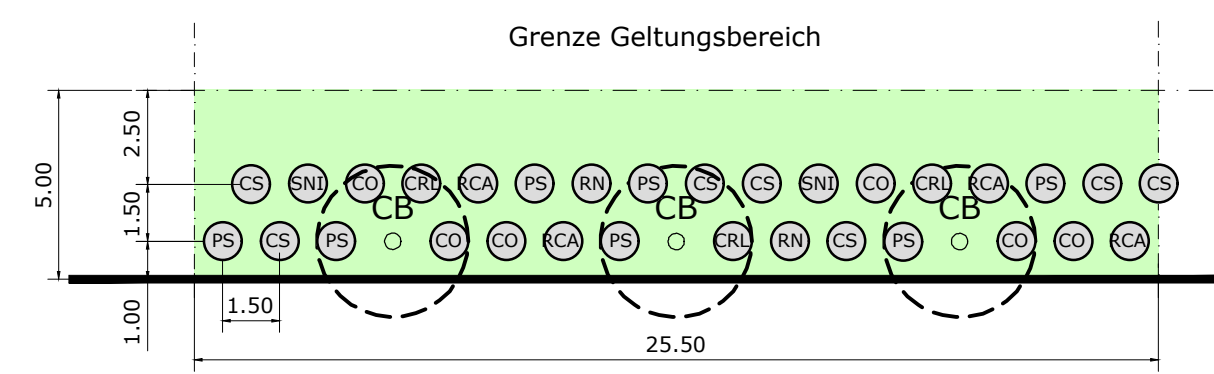 Grenze Geltungsbereich
5.00
2.50
1.50
1.00
CS SNI CO CRL RCA PS RN PS CS CS SNI CO CRL RCA PS CS CS
CB CB CB
PS CS PS CO CO RCA PS CRL RN CS PS CO CO RCA
1.50
25.50